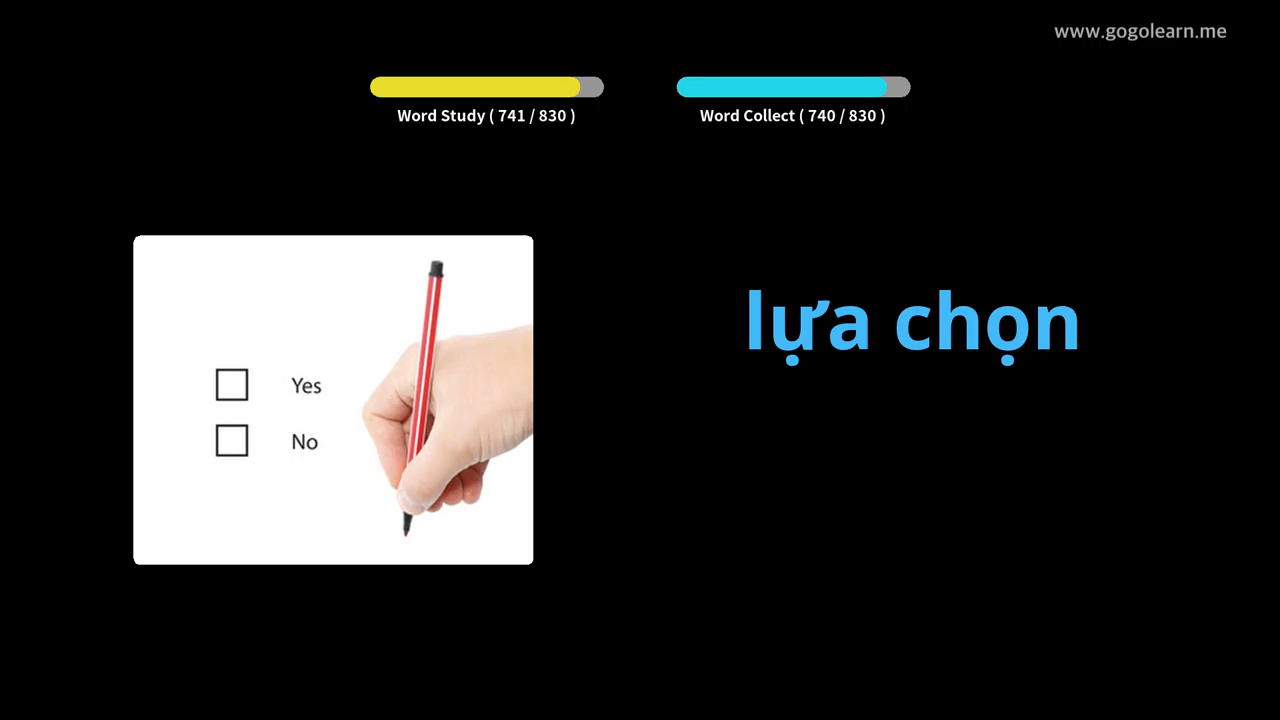 www.gogolearn.me
Word Study ( 741 / 830 )
Word Collect ( 740 / 830 )
lựa chọn
Yes
No